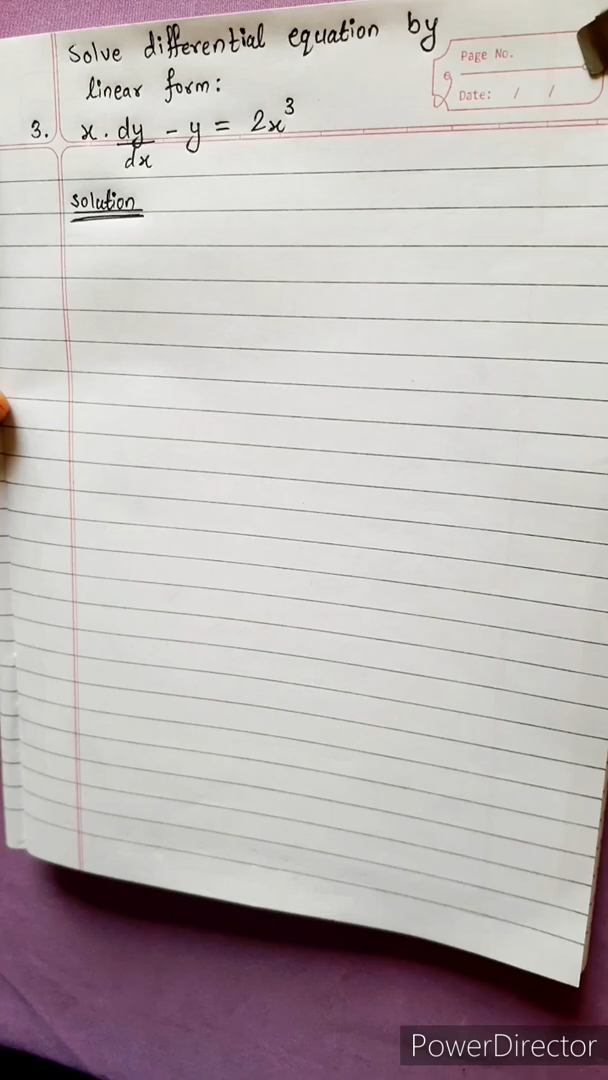 Solve differential equation by
linear form:
3. x. dy/dx - y = 2x³
Page No.
Date: / /
solution
PowerDirector